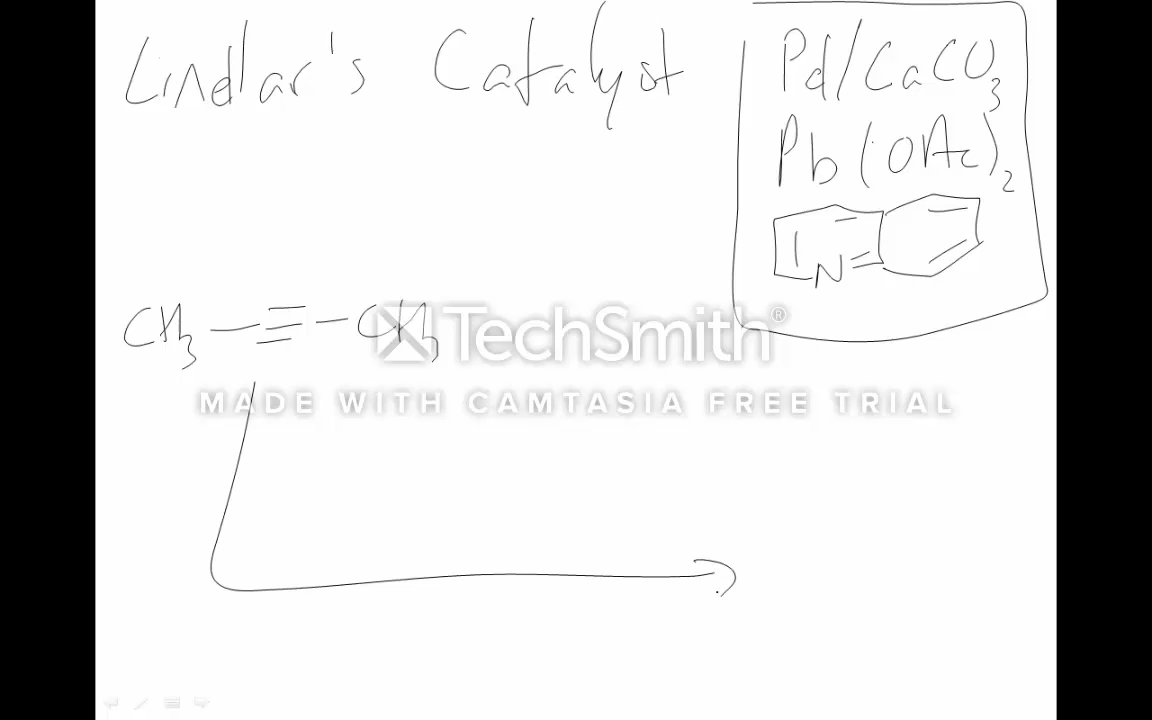 Lindlar's Catalyst
Pd/CaCO3
Pb(OAc)2
N
CH3-≡-CH3
TechSmith®
MADE WITH CAMTASIA FREE TRIAL